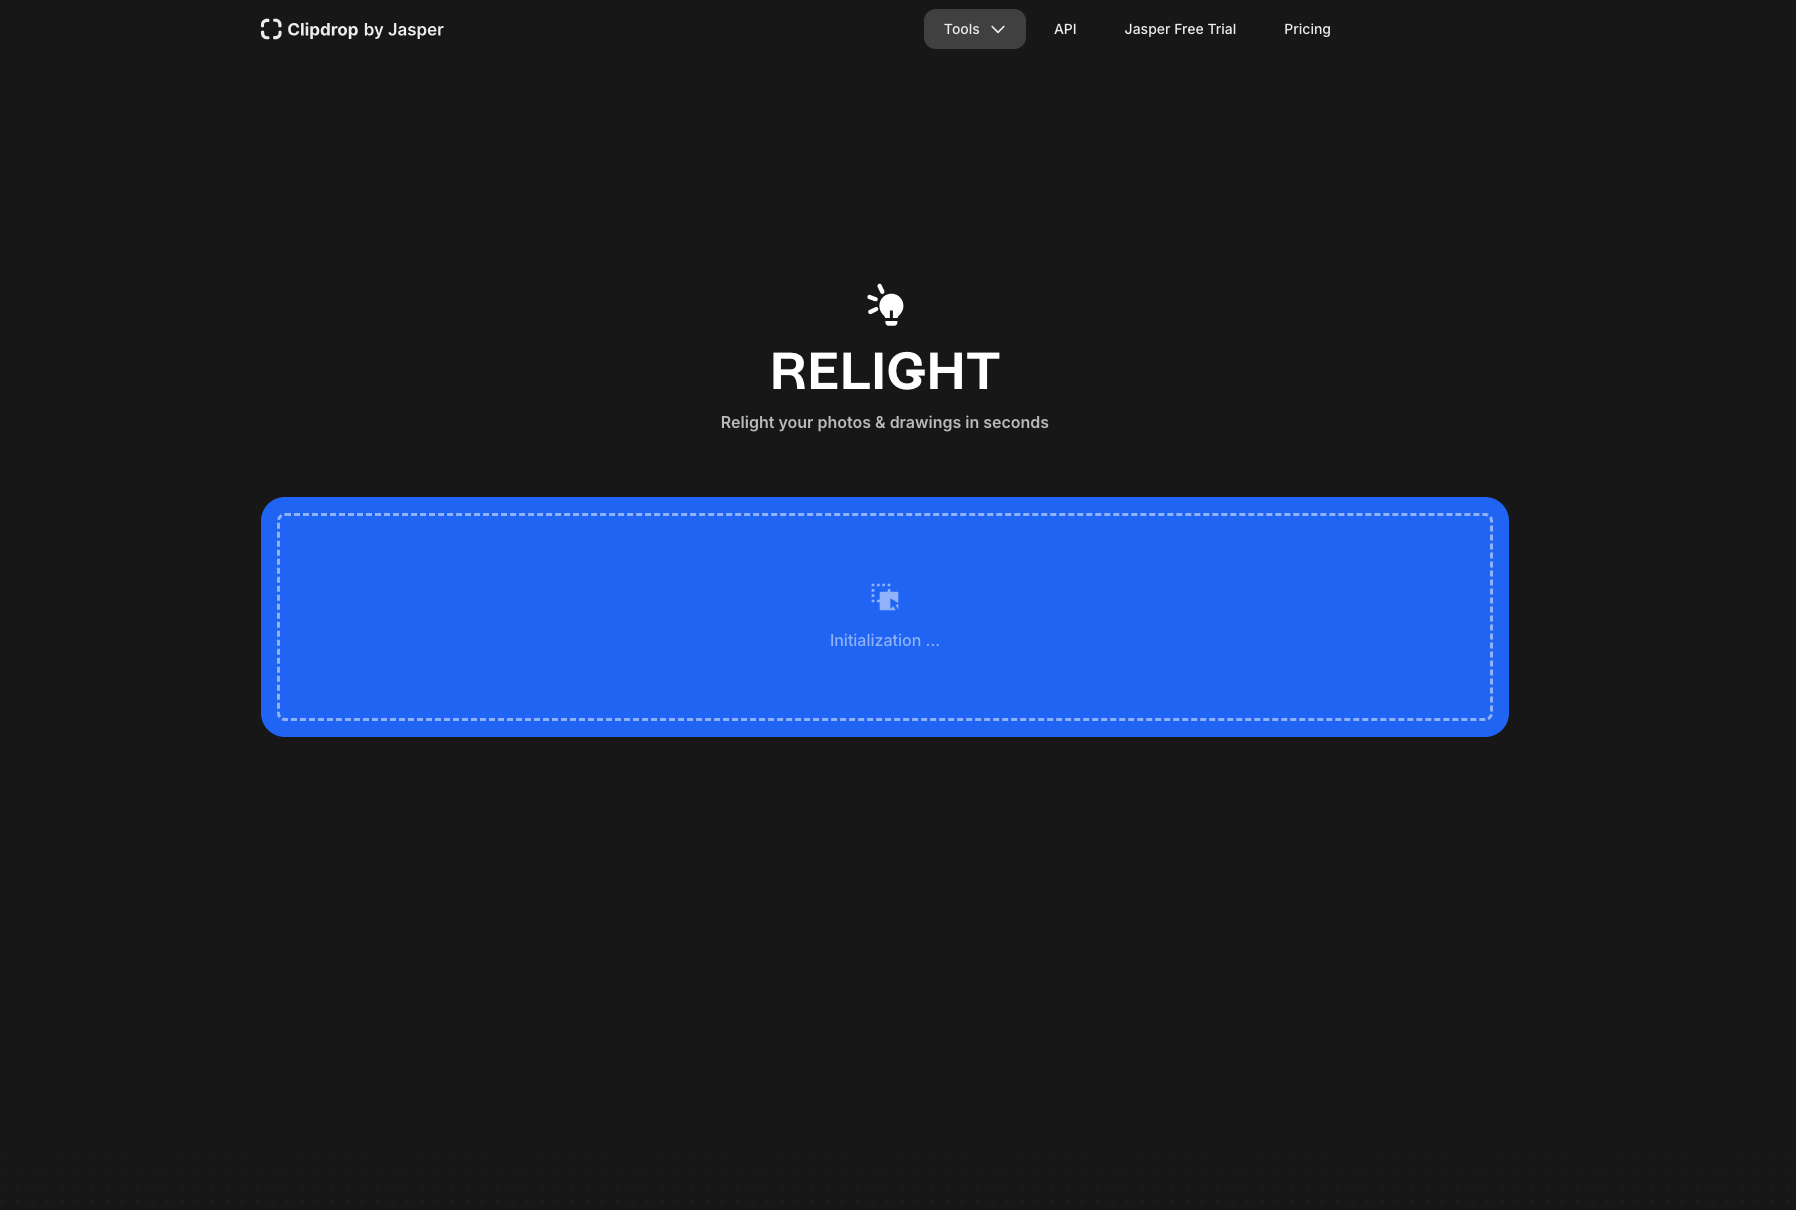 Clipdrop by Jasper
Tools
API
Jasper Free Trial
Pricing
RELIGHT
Relight your photos & drawings in seconds
Initialization ...